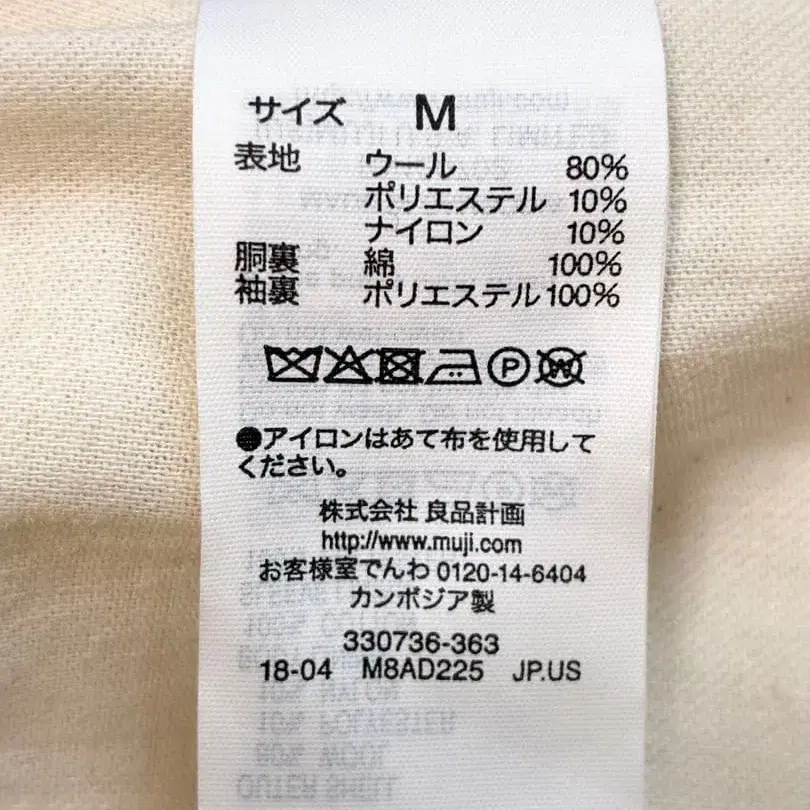 サイズ M
表地 ウール 80%
ポリエステル 10%
ナイロン 10%
胴裏 綿 100%
袖裏 ポリエステル 100%
P W
●アイロンはあて布を使用して
ください。
株式会社 良品計画
http://www.muji.com
お客様室でんわ 0120-14-6404
カンボジア製
330736-363
18-04 M8AD225 JP.US